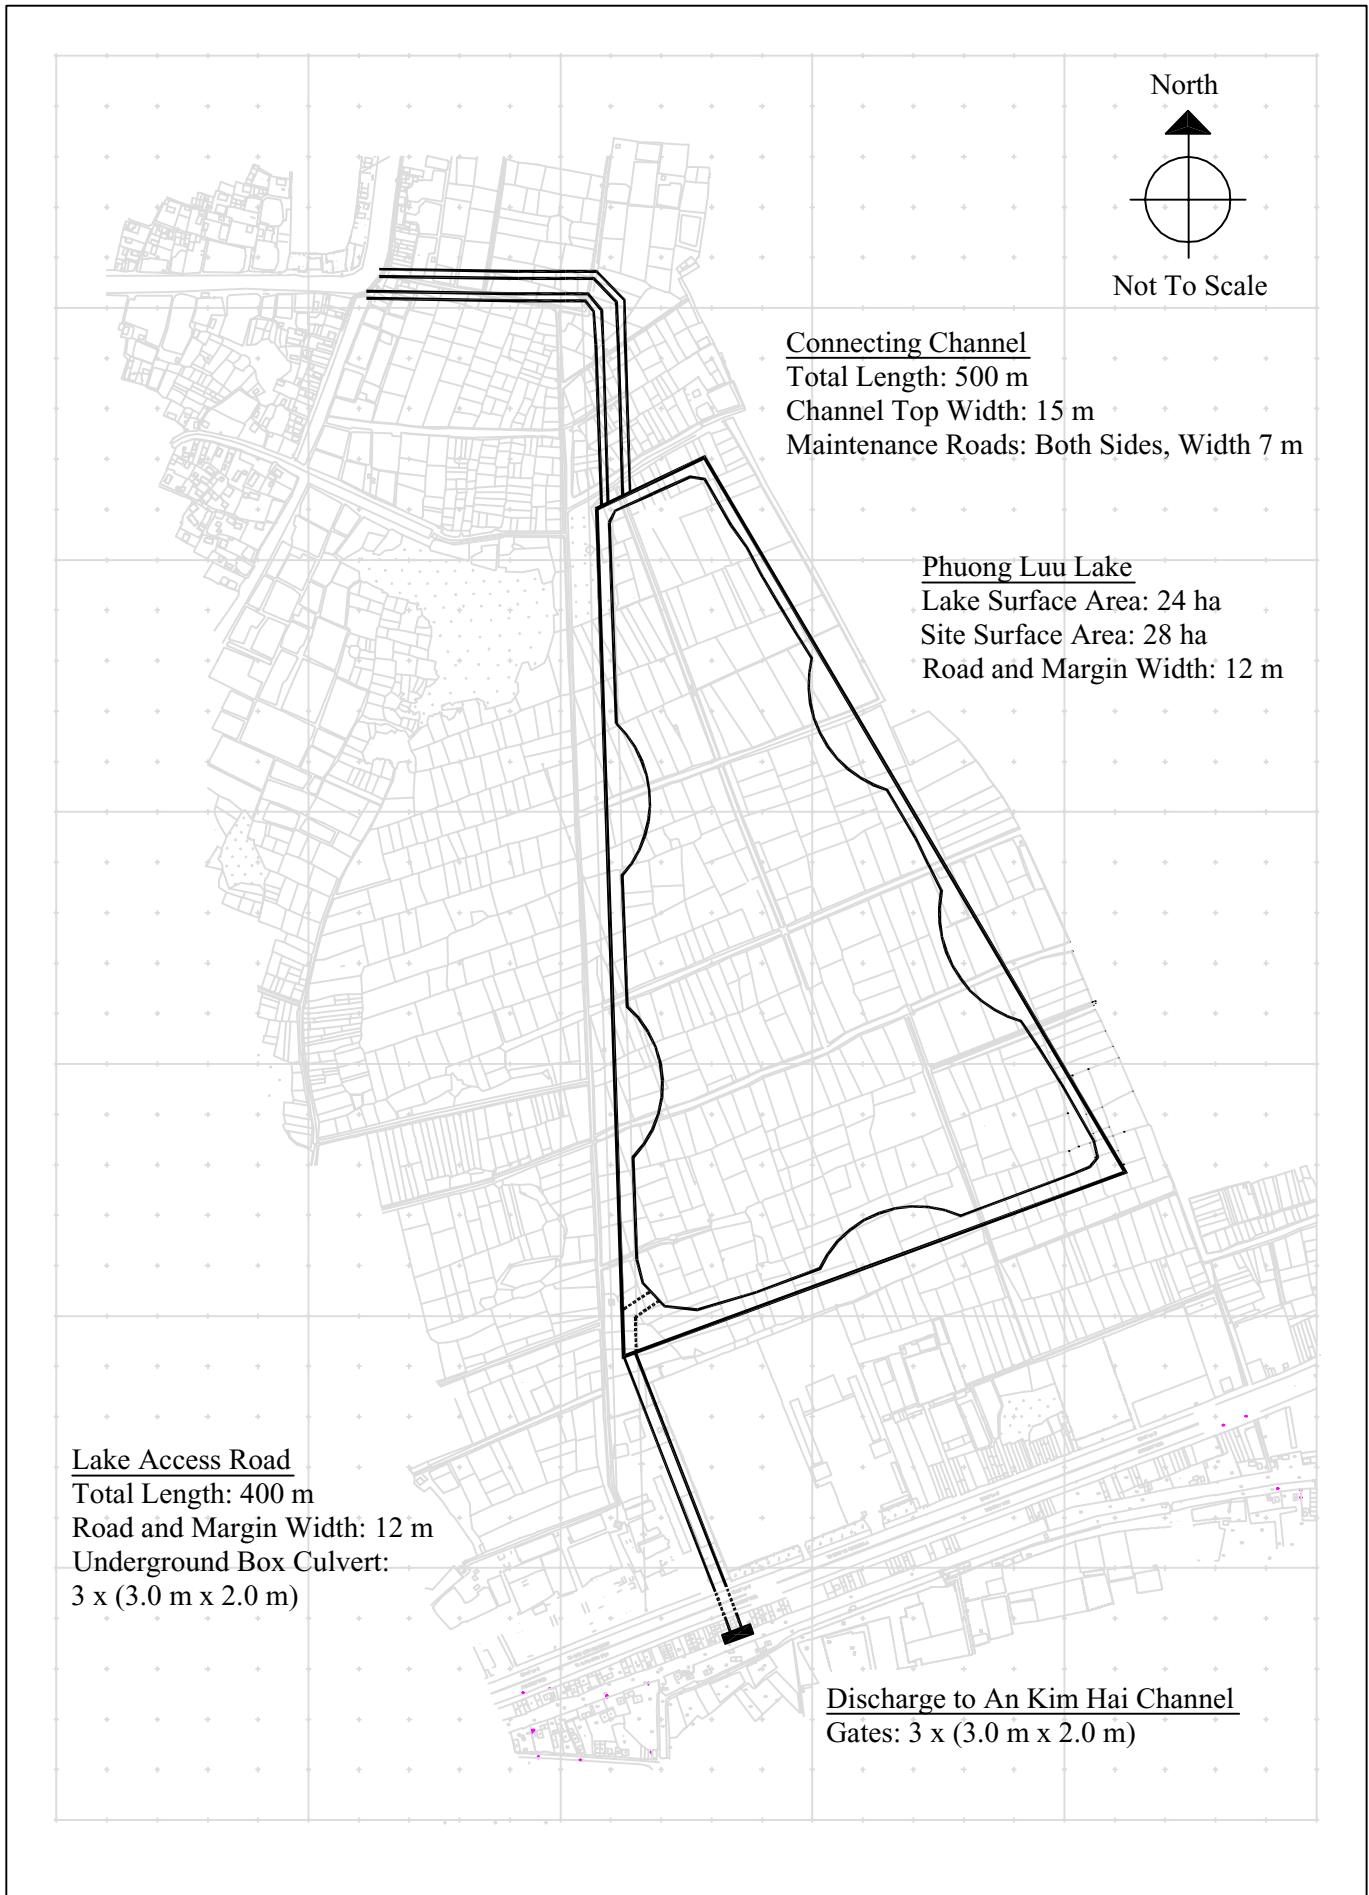 North
Not To Scale
Connecting Channel
Total Length: 500 m
Channel Top Width: 15 m
Maintenance Roads: Both Sides, Width 7 m
Phuong Luu Lake
Lake Surface Area: 24 ha
Site Surface Area: 28 ha
Road and Margin Width: 12 m
Lake Access Road
Total Length: 400 m
Road and Margin Width: 12 m
Underground Box Culvert:
3 x (3.0 m x 2.0 m)
Discharge to An Kim Hai Channel
Gates: 3 x (3.0 m x 2.0 m)